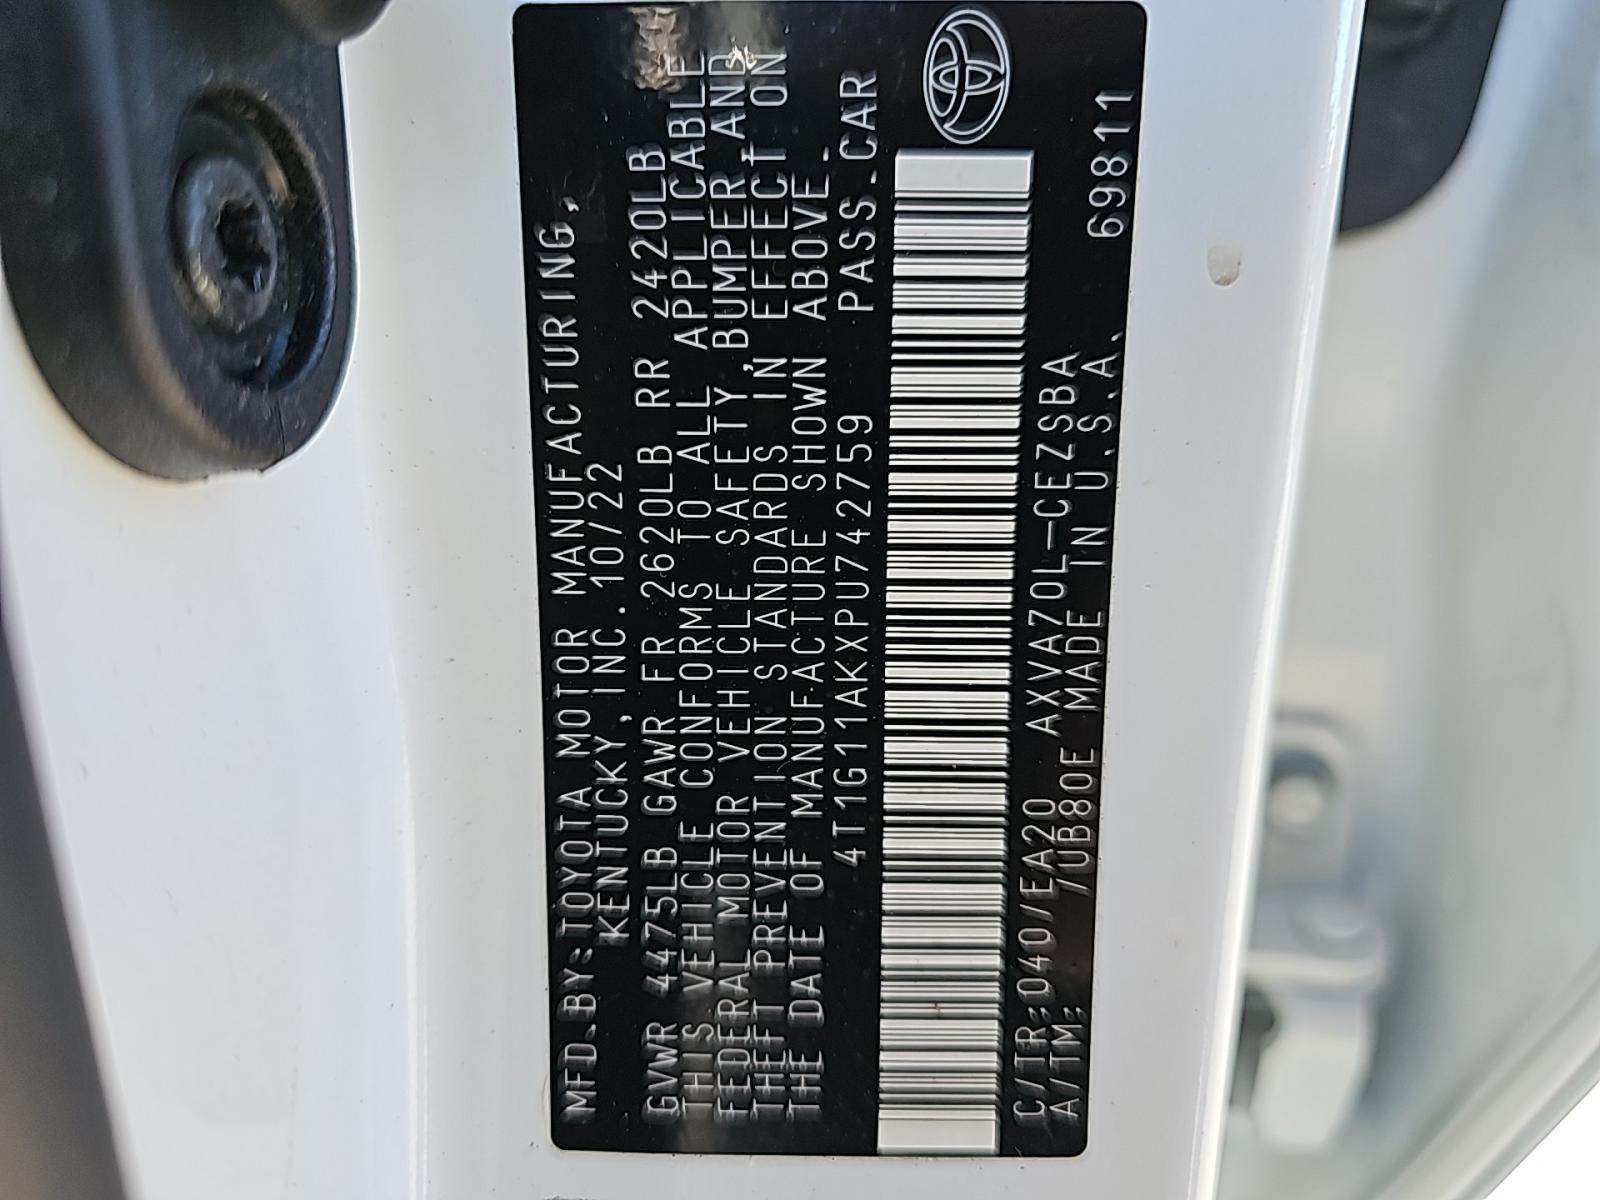 MFD.BY:TOYOTA MOTOR MANUFACTURING,
KENTUCKY, INC. 10/22
GVWR 4475LB GAWR FR 2620LB RR 2420LB
THIS VEHICLE CONFORMS TO ALL APPLICABLE
FEDERAL MOTOR VEHICLE SAFETY, BUMPER AND
THEFT PREVENTION STANDARDS IN EFFECT ON
THE DATE OF MANUFACTURE SHOWN ABOVE.
4T1G11AKXPU742759 PASS.CAR
C/TR:040/EA20 AXVA70L-CEZSBA
A/TM: /UB80E MADE IN U.S.A. 69811